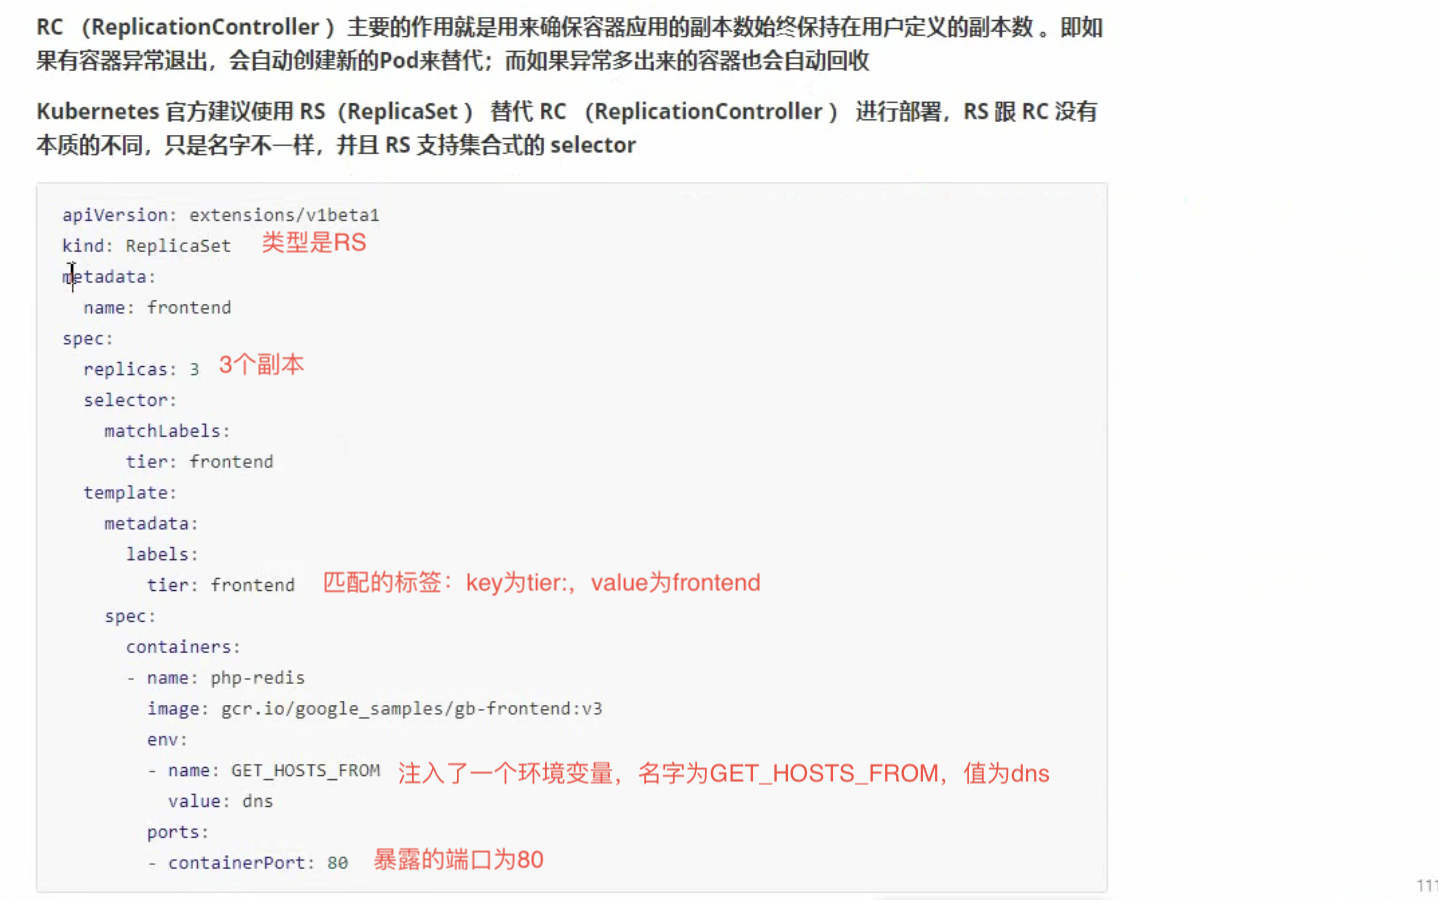 RC （ReplicationController ）主要的作用就是用来确保容器应用的副本数始终保持在用户定义的副本数 。即如
果有容器异常退出，会自动创建新的Pod来替代；而如果异常多出来的容器也会自动回收
Kubernetes 官方建议使用 RS（ReplicaSet ） 替代 RC （ReplicationController ） 进行部署，RS 跟 RC 没有
本质的不同，只是名字不一样，并且 RS 支持集合式的 selector
apiVersion: extensions/v1beta1
kind: ReplicaSet 类型是RS
metadata:
name: frontend
spec:
replicas: 3 3个副本
selector:
matchLabels:
tier: frontend
template:
metadata:
labels:
tier: frontend 匹配的标签：key为tier:，value为frontend
spec:
containers:
- name: php-redis
image: gcr.io/google_samples/gb-frontend:v3
env:
- name: GET_HOSTS_FROM 注入了一个环境变量，名字为GET_HOSTS_FROM，值为dns
value: dns
ports:
- containerPort: 80 暴露的端口为80
111